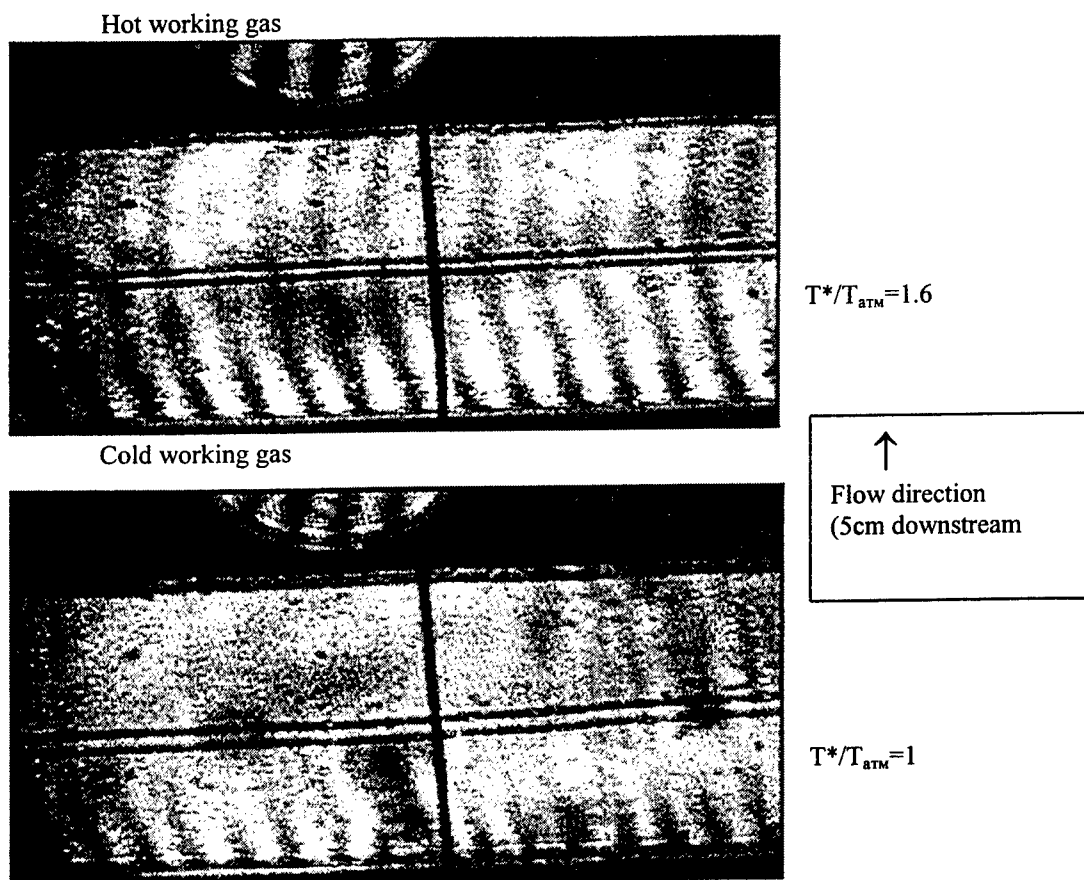 Hot working gas
T*/Tатм=1.6
Cold working gas
↑
Flow direction
(5cm downstream
T*/Tатм=1